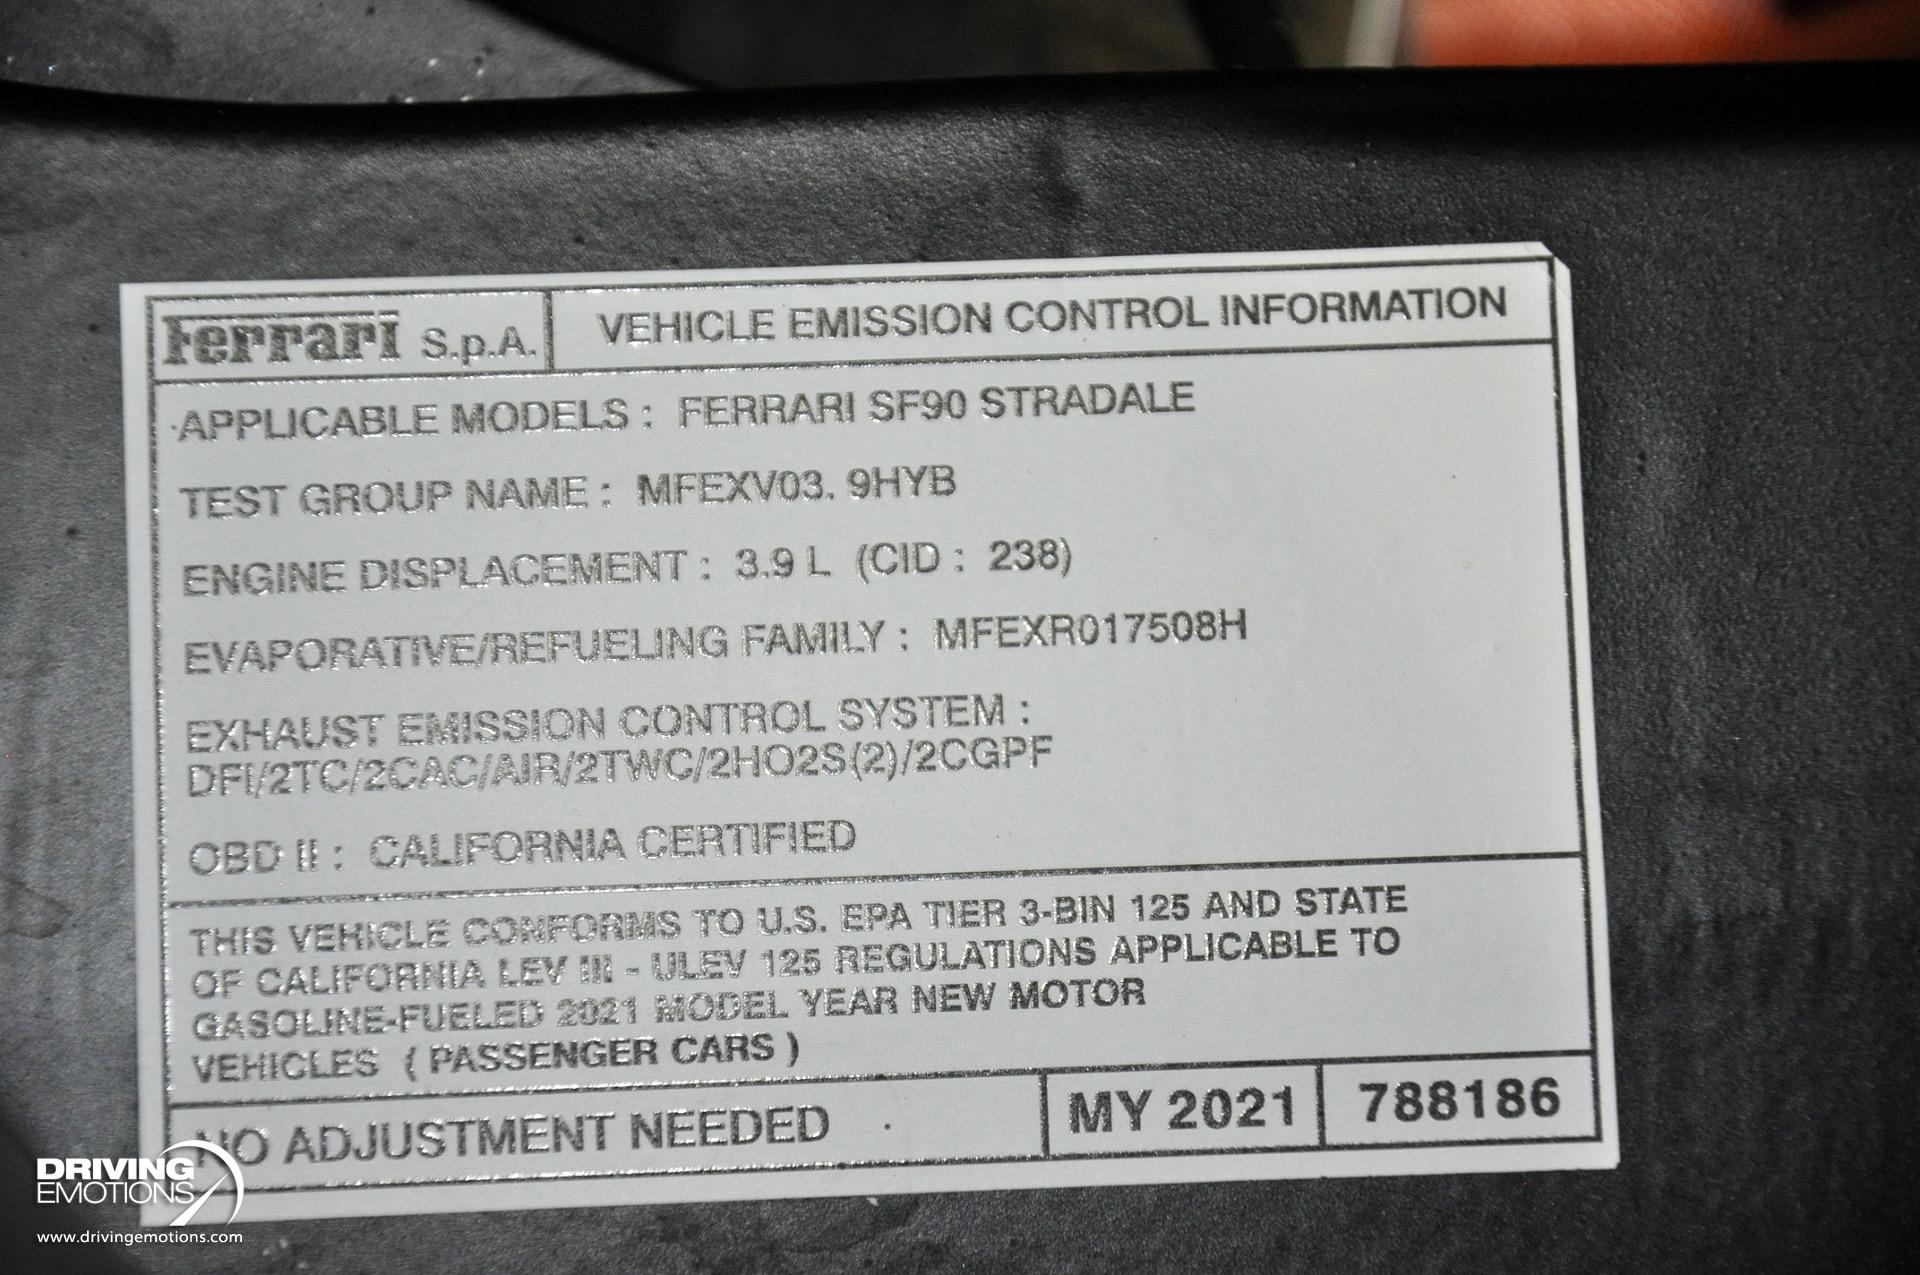 Ferrari S.p.A. VEHICLE EMISSION CONTROL INFORMATION
APPLICABLE MODELS : FERRARI SF90 STRADALE
TEST GROUP NAME : MFEXV03. 9HYB
ENGINE DISPLACEMENT : 3.9 L (CID : 238)
EVAPORATIVE/REFUELING FAMILY : MFEXR017508H
EXHAUST EMISSION CONTROL SYSTEM :
DFI/2TC/2CAC/AIR/2TWC/2HO2S(2)/2CGPF
OBD II : CALIFORNIA CERTIFIED
THIS VEHICLE CONFORMS TO U.S. EPA TIER 3-BIN 125 AND STATE
OF CALIFORNIA LEV III - ULEV 125 REGULATIONS APPLICABLE TO
GASOLINE-FUELED 2021 MODEL YEAR NEW MOTOR
VEHICLES ( PASSENGER CARS )
NO ADJUSTMENT NEEDED MY 2021 788186
DRIVING
EMOTIONS
www.drivingemotions.com